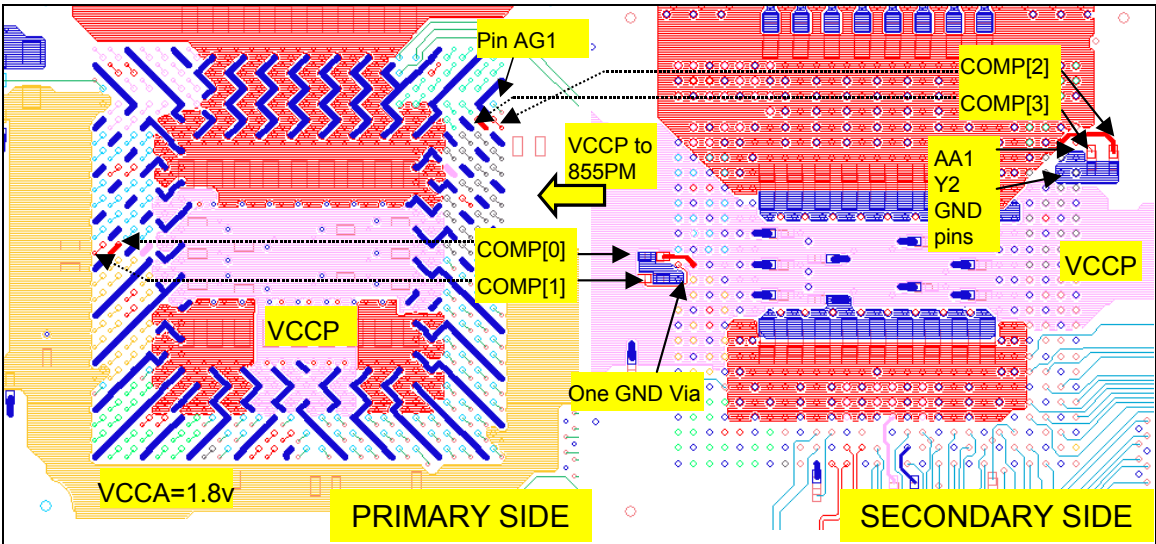 Pin AG1
COMP[2]
COMP[3]
VCCP to
855PM
AA1
Y2
GND
pins
COMP[0]
COMP[1]
VCCP
VCCP
One GND Via
VCCA=1.8v
PRIMARY SIDE
SECONDARY SIDE